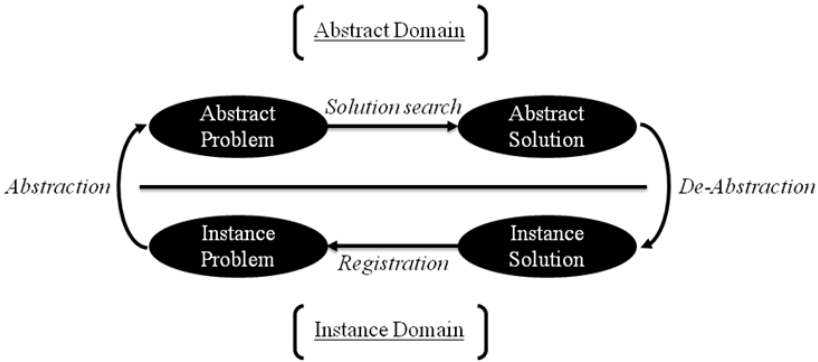 Abstract Domain
Abstract
Problem
Solution search
Abstract
Solution
Abstraction
De-Abstraction
Instance
Problem
Registration
Instance
Solution
Instance Domain